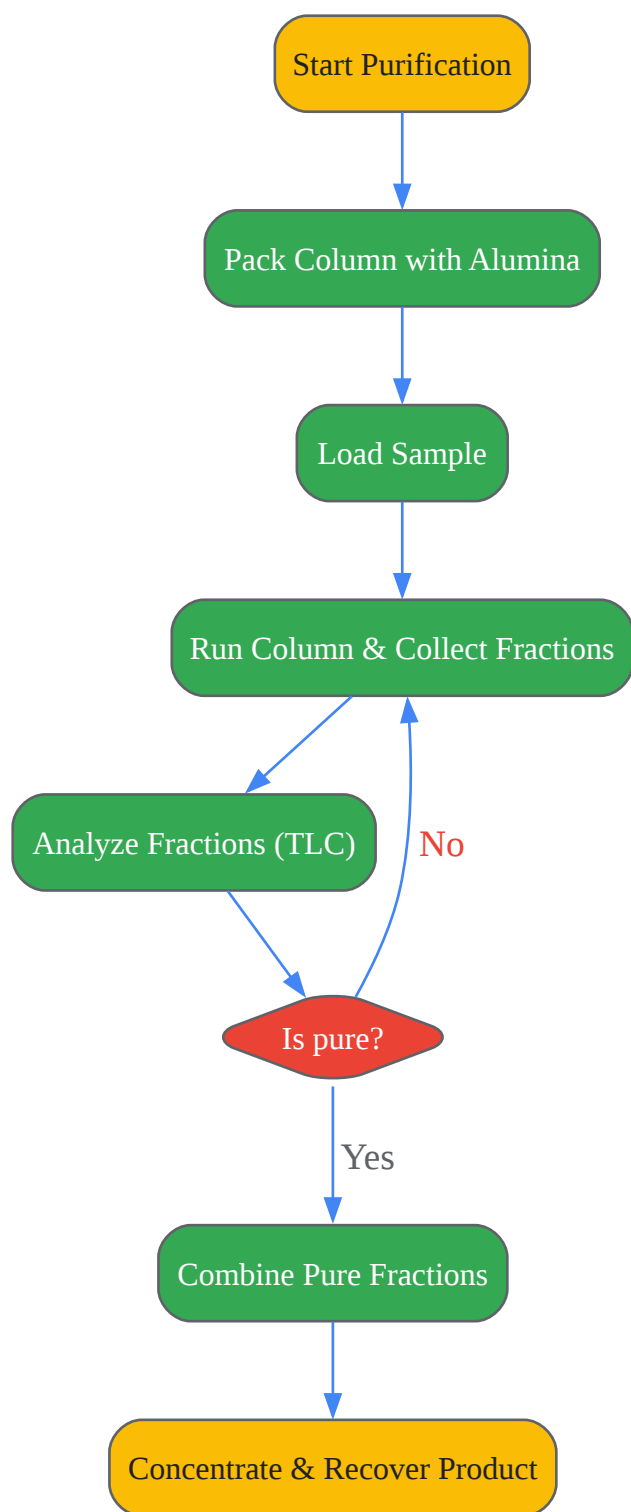 Start Purification
Pack Column with Alumina
Load Sample
Run Column & Collect Fractions
Analyze Fractions (TLC)
No
Is pure?
Yes
Combine Pure Fractions
Concentrate & Recover Product